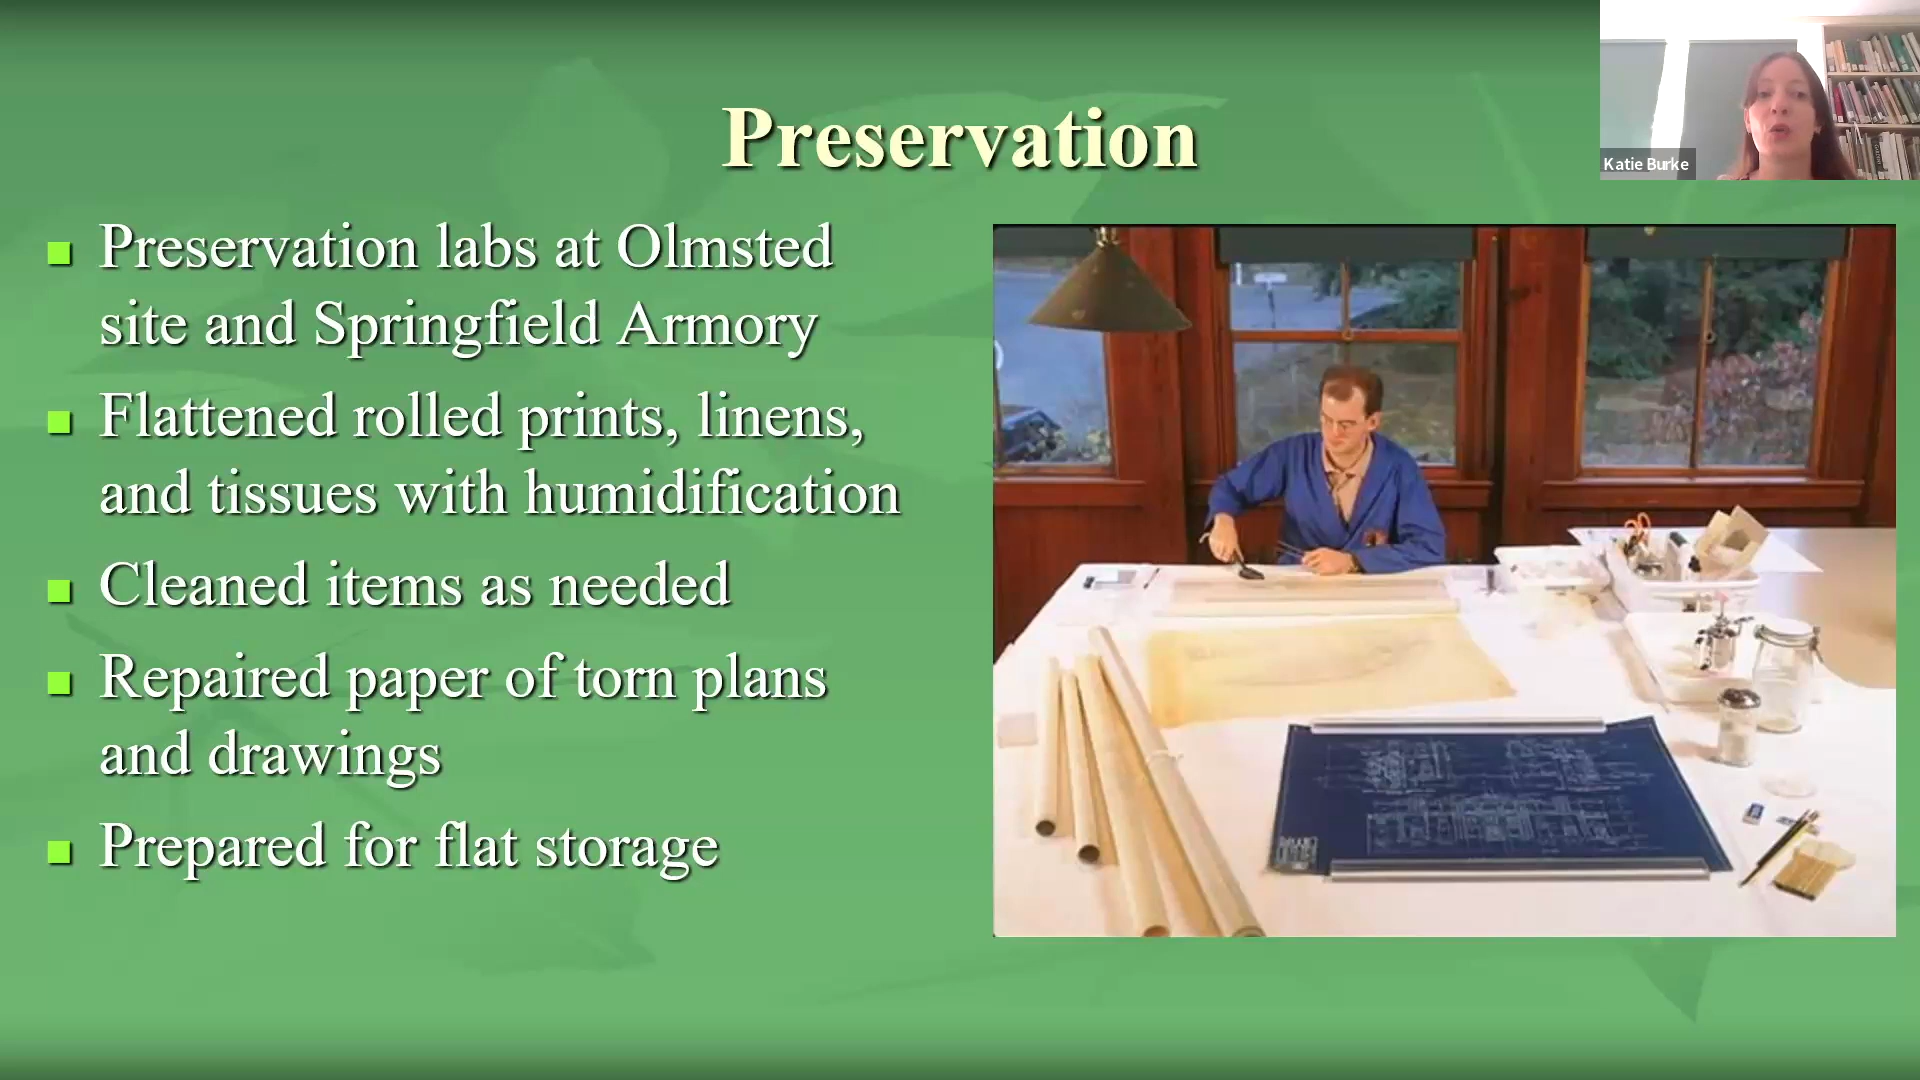 Preservation
Katie Burke
Preservation labs at Olmsted
site and Springfield Armory
Flattened rolled prints, linens,
and tissues with humidification
Cleaned items as needed
Repaired paper of torn plans
and drawings
Prepared for flat storage